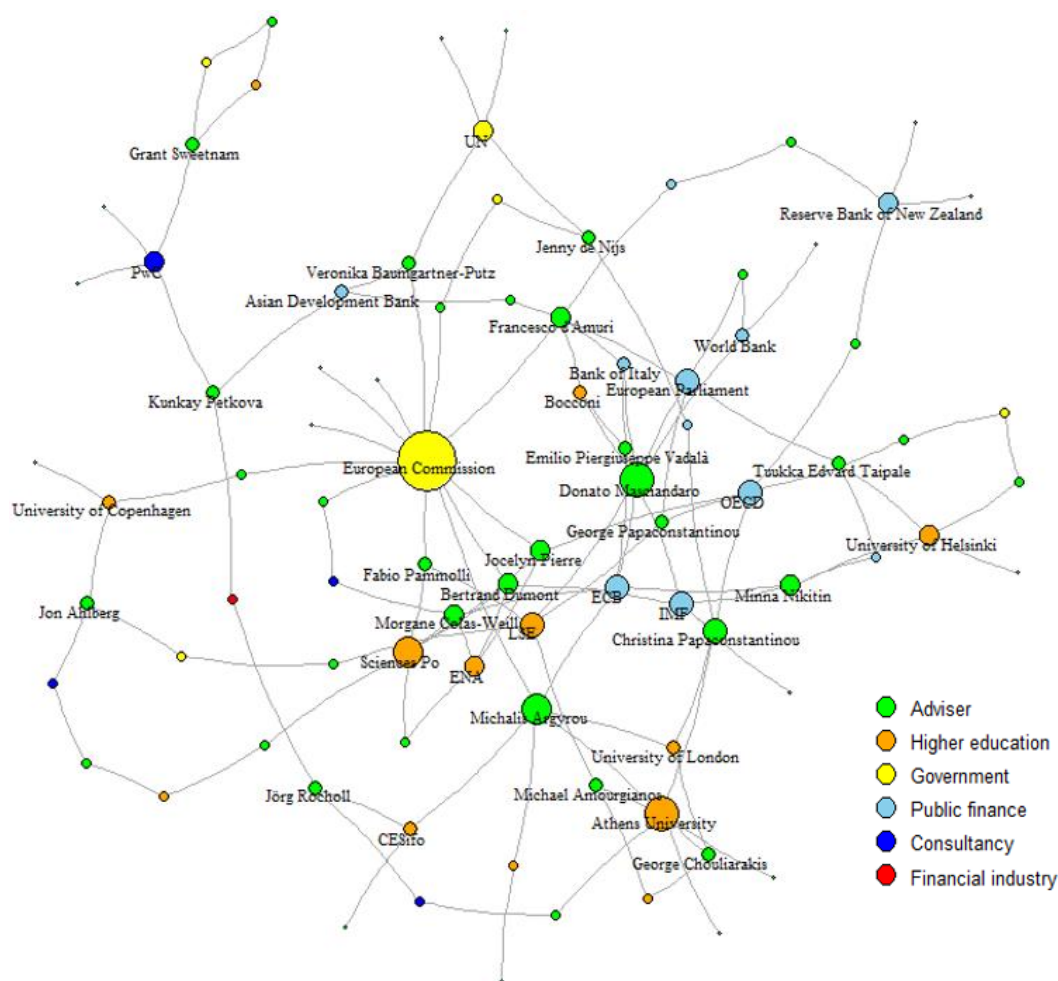 Grant Sweetnam
UN
Reserve Bank of New Zealand
Jenny de Nijs
PwC
Veronika Baumgartner-Putz
Asian Development Bank
Francesco d'Amuri
World Bank
Bank of Italy
European Parliament
Kunkay Petkova
Bocconi
Emilio Piergiuseppe Vadalà
European Commission
Tuukka Edvard Taipale
Donato Masciandaro
OECD
University of Copenhagen
George Papaconstantinou
University of Helsinki
Jocelyn Pierre
Fabio Pammolli
Bertrand Dumont
ECB
Minna Nikitin
Jon Ahlberg
IMF
Morgane Colas-Weill
LSE
Christina Papaconstantinou
Sciences Po
ENA
Michalis Argyrou
University of London
Jörg Rocholl
Michael Amourgianos
Athens University
CESifo
George Chouliarakis
Adviser
Higher education
Government
Public finance
Consultancy
Financial industry